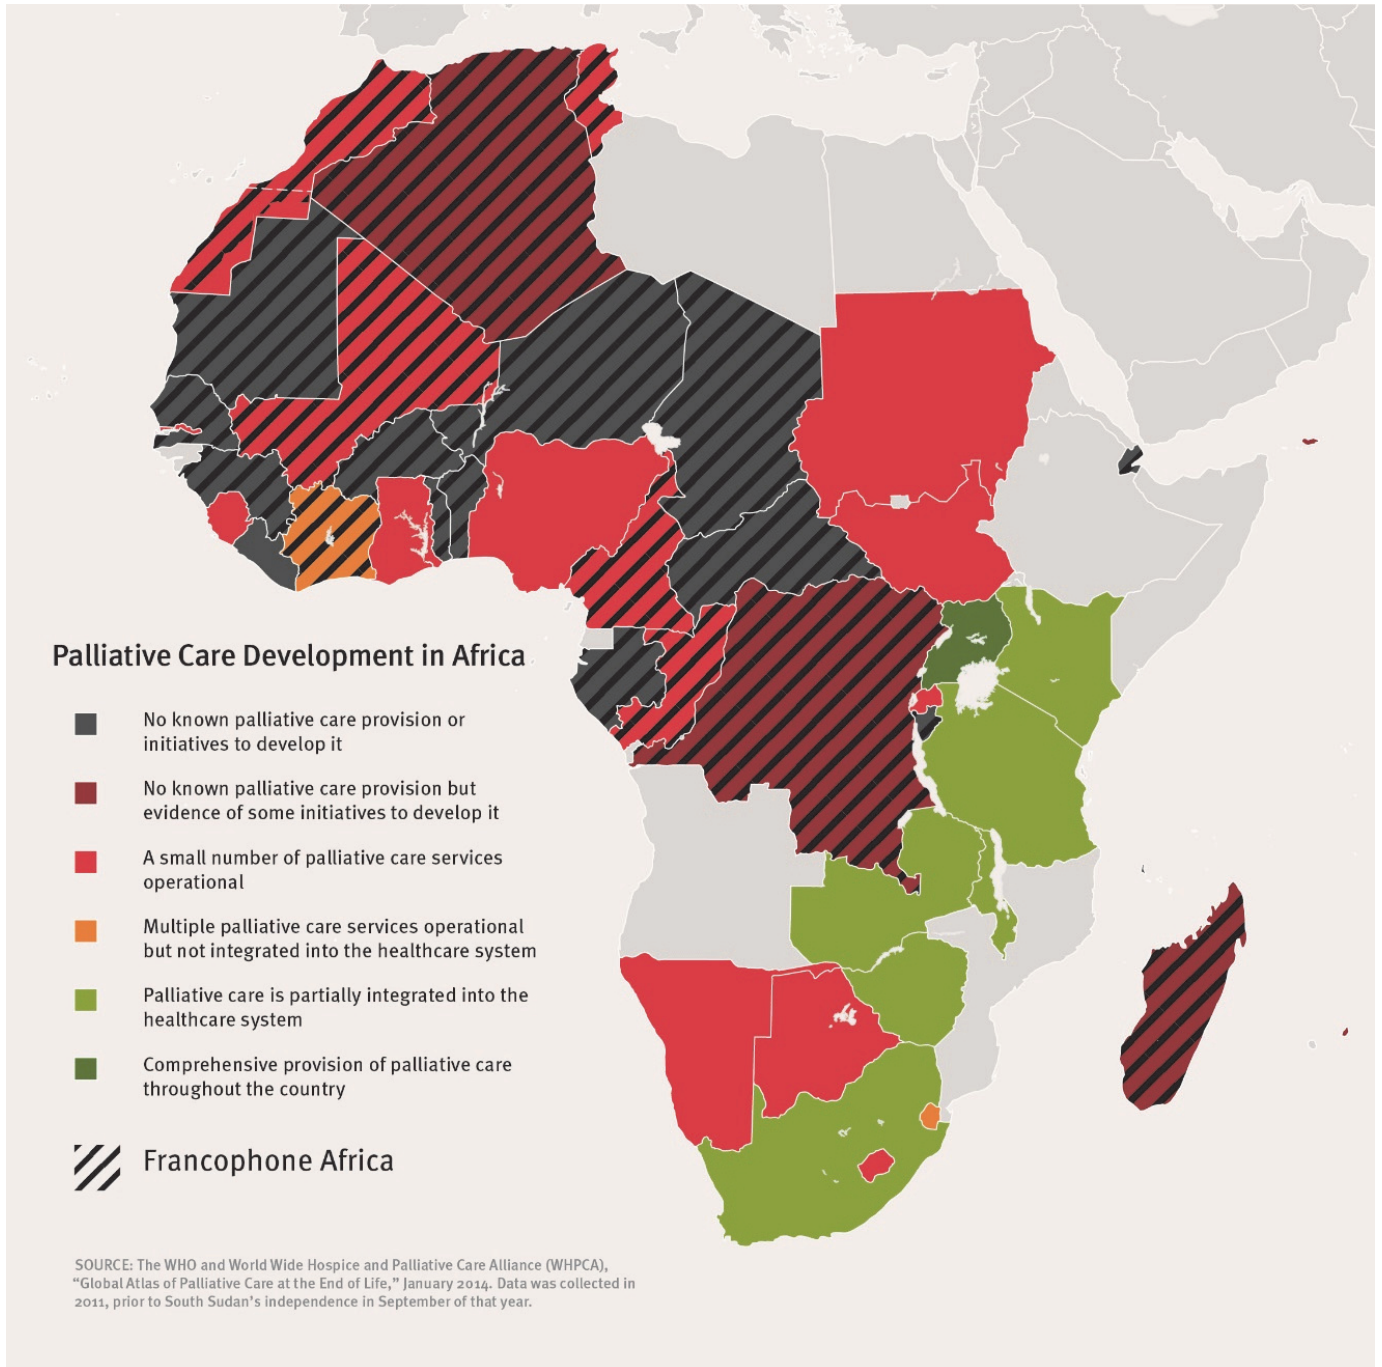 Palliative Care Development in Africa
No known palliative care provision or
initiatives to develop it
No known palliative care provision but
evidence of some initiatives to develop it
A small number of palliative care services
operational
Multiple palliative care services operational
but not integrated into the healthcare system
Palliative care is partially integrated into the
healthcare system
Comprehensive provision of palliative care
throughout the country
Francophone Africa
SOURCE: The WHO and World Wide Hospice and Palliative Care Alliance (WHPCA),
“Global Atlas of Palliative Care at the End of Life,” January 2014. Data was collected in
2011, prior to South Sudan’s independence in September of that year.